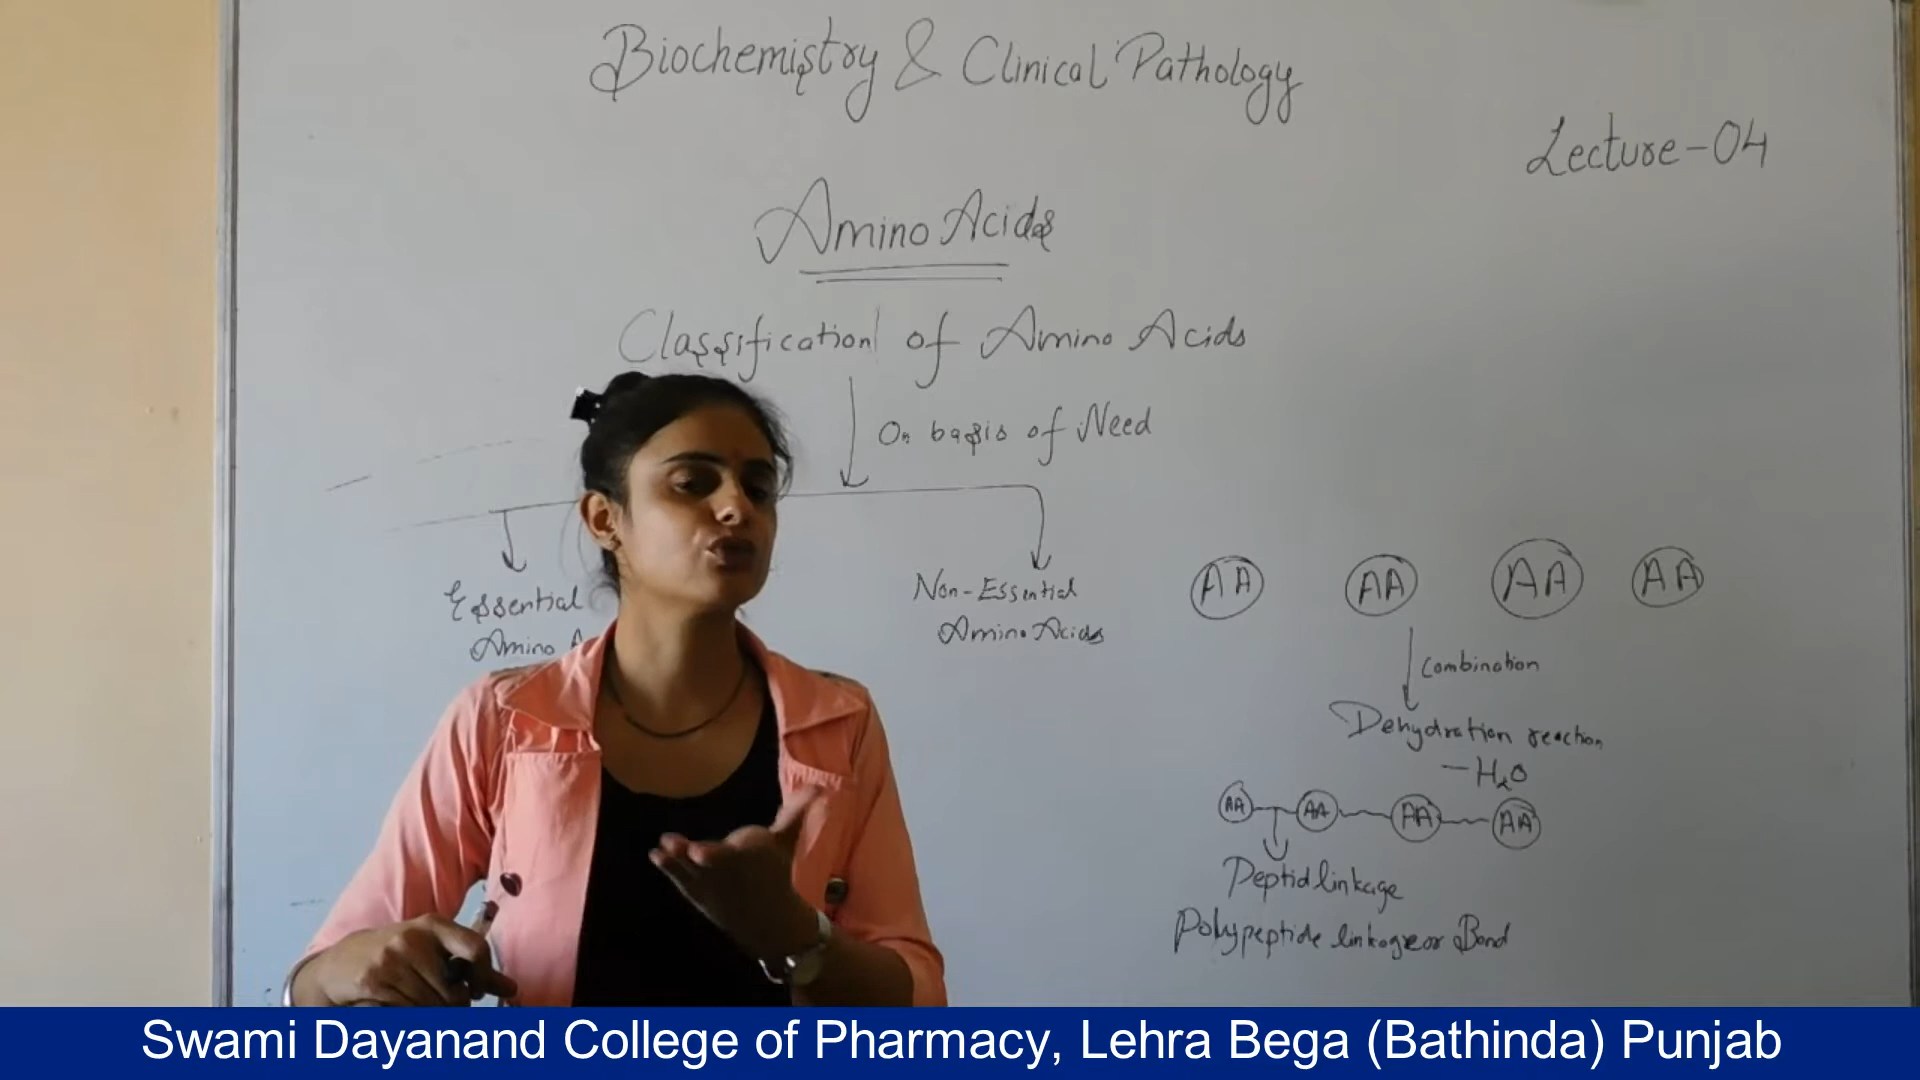 Biochemistry & Clinical Pathology
Lecture-04
Amino Acids
Classification of Amino Acids
On basis of Need
Essential
Amino A
Non-Essential
Amino Acids
AA AA AA AA
Combination
Dehydration reaction
- H2O
AA AA AA AA
Peptid linkage
Polypeptide linkage or Bond
Swami Dayanand College of Pharmacy, Lehra Bega (Bathinda) Punjab